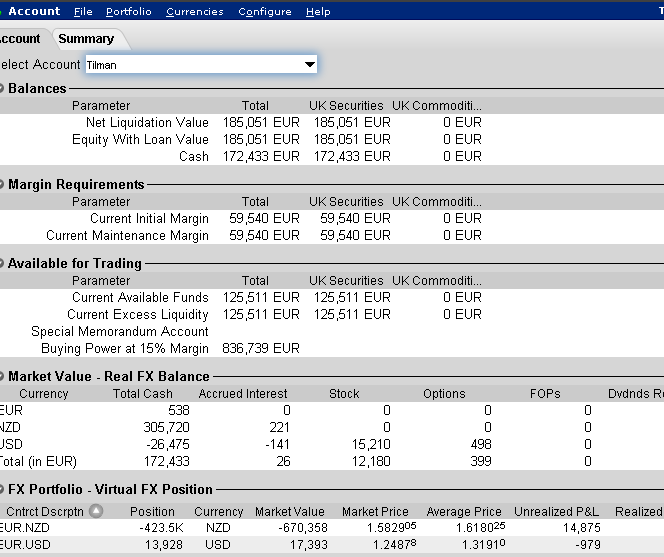 Account File Portfolio Currencies Configure Help
ccount Summary
elect Account Tilman
Balances
Parameter Total UK Securities UK Commoditi...
Net Liquidation Value 185,051 EUR 185,051 EUR 0 EUR
Equity With Loan Value 185,051 EUR 185,051 EUR 0 EUR
Cash 172,433 EUR 172,433 EUR 0 EUR
Margin Requirements
Parameter Total UK Securities UK Commoditi...
Current Initial Margin 59,540 EUR 59,540 EUR 0 EUR
Current Maintenance Margin 59,540 EUR 59,540 EUR 0 EUR
Available for Trading
Parameter Total UK Securities UK Commoditi...
Current Available Funds 125,511 EUR 125,511 EUR 0 EUR
Current Excess Liquidity 125,511 EUR 125,511 EUR 0 EUR
Special Memorandum Account
Buying Power at 15% Margin 836,739 EUR
Market Value - Real FX Balance
Currency Total Cash Accrued Interest Stock Options FOPs Dvdnds R
EUR 538 0 0 0 0
NZD 305,720 221 0 0 0
USD -26,475 -141 15,210 498 0
Total (in EUR) 172,433 26 12,180 399 0
FX Portfolio - Virtual FX Position
Cntrct Dscrptn Position Currency Market Value Market Price Average Price Unrealized P&L Realized
EUR.NZD -423.5K NZD -670,358 1.582905 1.618025 14,875
EUR.USD 13,928 USD 17,393 1.24878 1.31910 -979